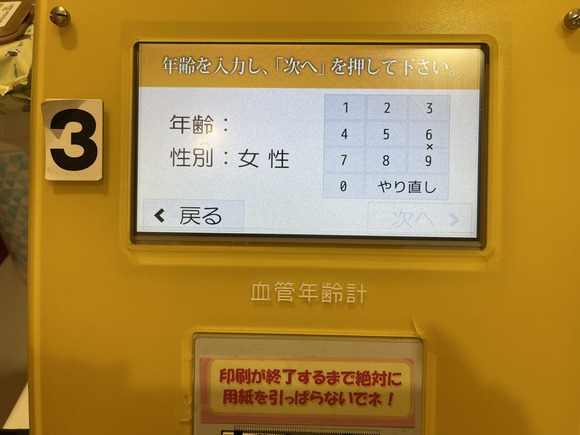 年齢を入力し、「次へ」を押して下さい。
3
年齢：
1 2 3
4 5 6
性別：女性
7 8 9
0 やり直し
戻る
次へ
血管年齢計
印刷が終了するまで絶対に
用紙を引っぱらないでネ！